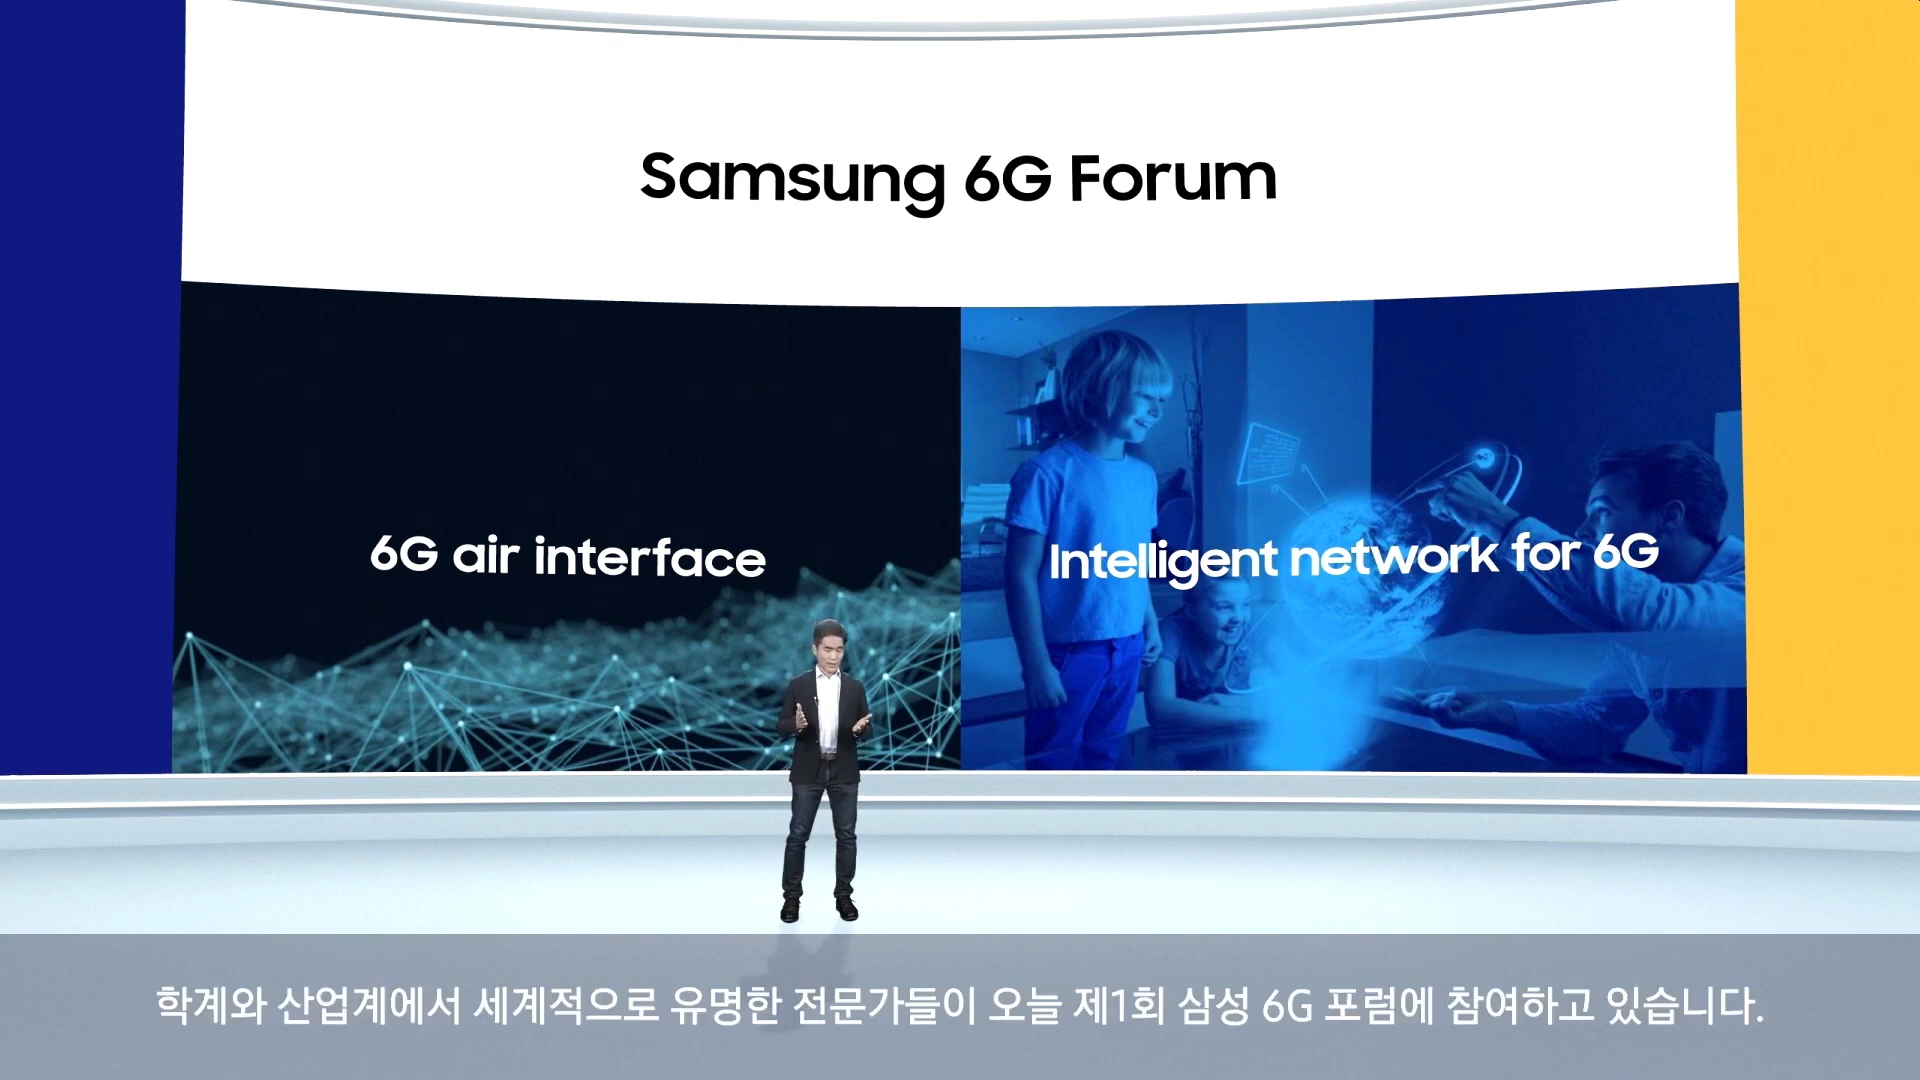 Samsung 6G Forum
6G air interface
Intelligent network for 6G
학계와 산업계에서 세계적으로 유명한 전문가들이 오늘 제1회 삼성 6G 포럼에 참여하고 있습니다.